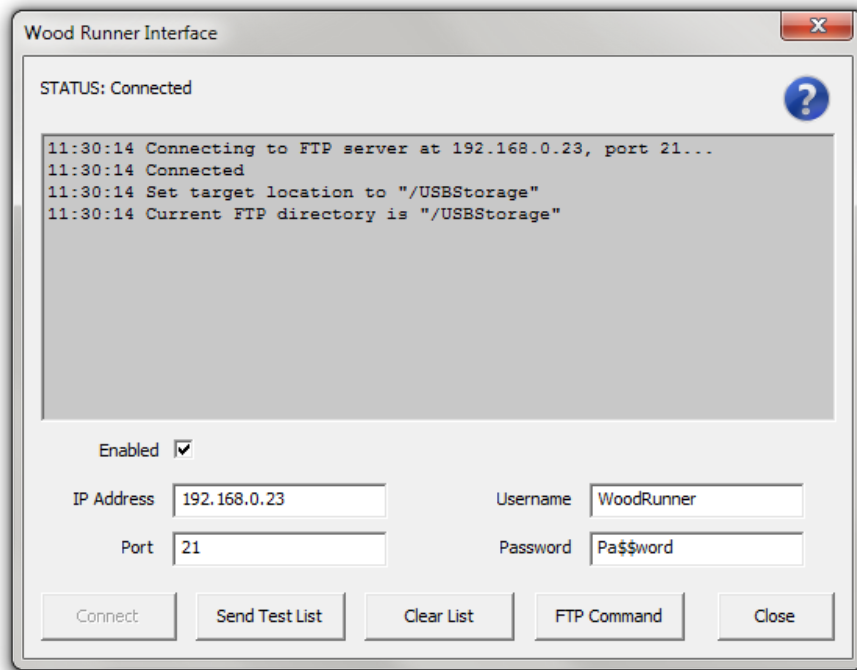 Wood Runner Interface
STATUS: Connected
?
11:30:14 Connecting to FTP server at 192.168.0.23, port 21...
11:30:14 Connected
11:30:14 Set target location to "/USBStorage"
11:30:14 Current FTP directory is "/USBStorage"
Enabled
IP Address 192.168.0.23 Username WoodRunner
Port 21 Password Pa$$word
Connect Send Test List Clear List FTP Command Close